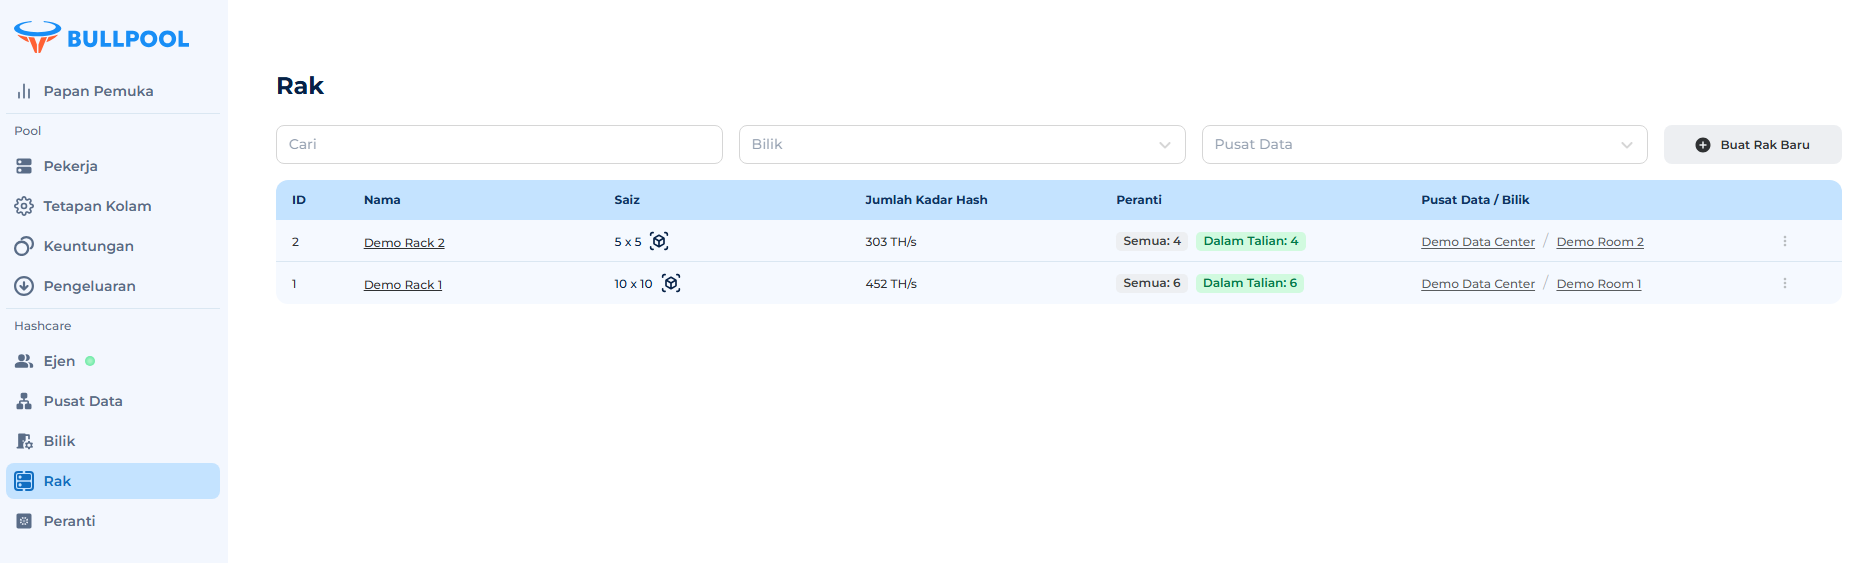 BULLPOOL
Papan Pemuka
Pool
Pekerja
Tetapan Kolam
Keuntungan
Pengeluaran
Hashcare
Ejen
Pusat Data
Bilik
Rak
Peranti
Rak
Cari Bilik Pusat Data Buat Rak Baru
ID Nama Saiz Jumlah Kadar Hash Peranti Pusat Data / Bilik
2 Demo Rack 2 5 x 5 303 TH/s Semua: 4 Dalam Talian: 4 Demo Data Center / Demo Room 2
1 Demo Rack 1 10 x 10 452 TH/s Semua: 6 Dalam Talian: 6 Demo Data Center / Demo Room 1